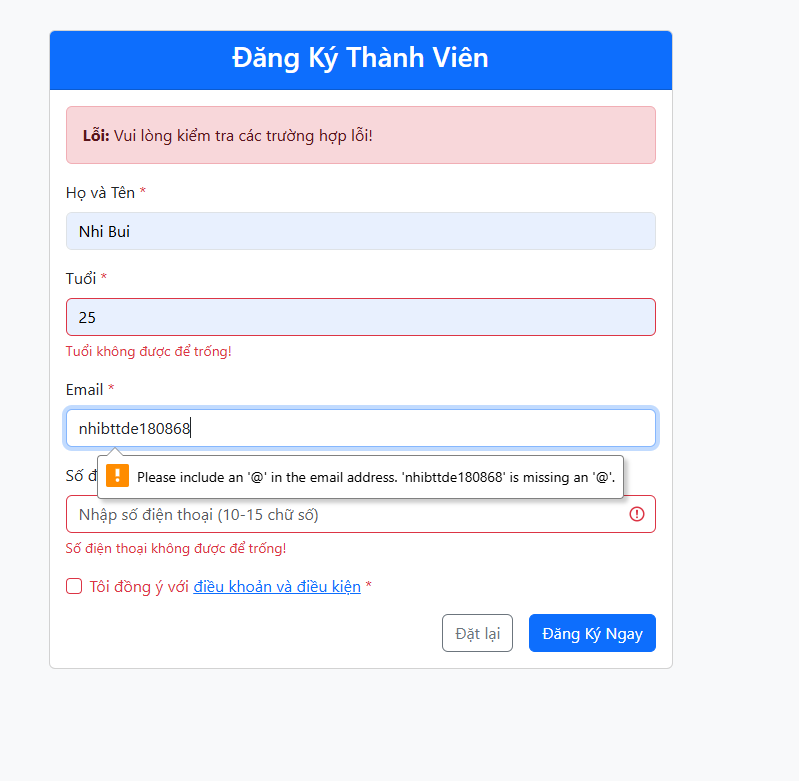 Đăng Ký Thành Viên
Lỗi: Vui lòng kiểm tra các trường hợp lỗi!
Họ và Tên *
Nhi Bui
Tuổi *
25
Tuổi không được để trống!
Email *
nhibttde180868
Please include an '@' in the email address. 'nhibttde180868' is missing an '@'.
Số đ
Nhập số điện thoại (10-15 chữ số)
Số điện thoại không được để trống!
Tôi đồng ý với điều khoản và điều kiện *
Đặt lại Đăng Ký Ngay